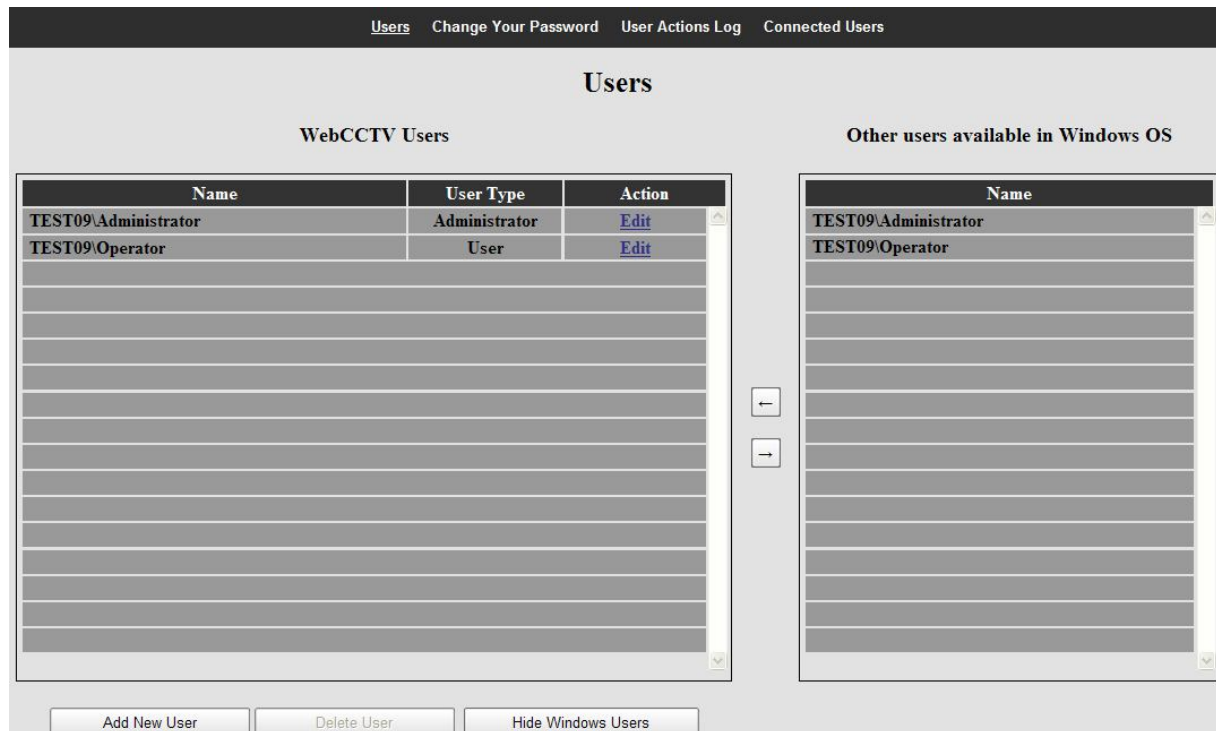 Users Change Your Password User Actions Log Connected Users
Users
WebCCTV Users
Name User Type Action
TEST09\Administrator Administrator Edit
TEST09\Operator User Edit
←
→
Other users available in Windows OS
Name
TEST09\Administrator
TEST09\Operator
Add New User Delete User Hide Windows Users